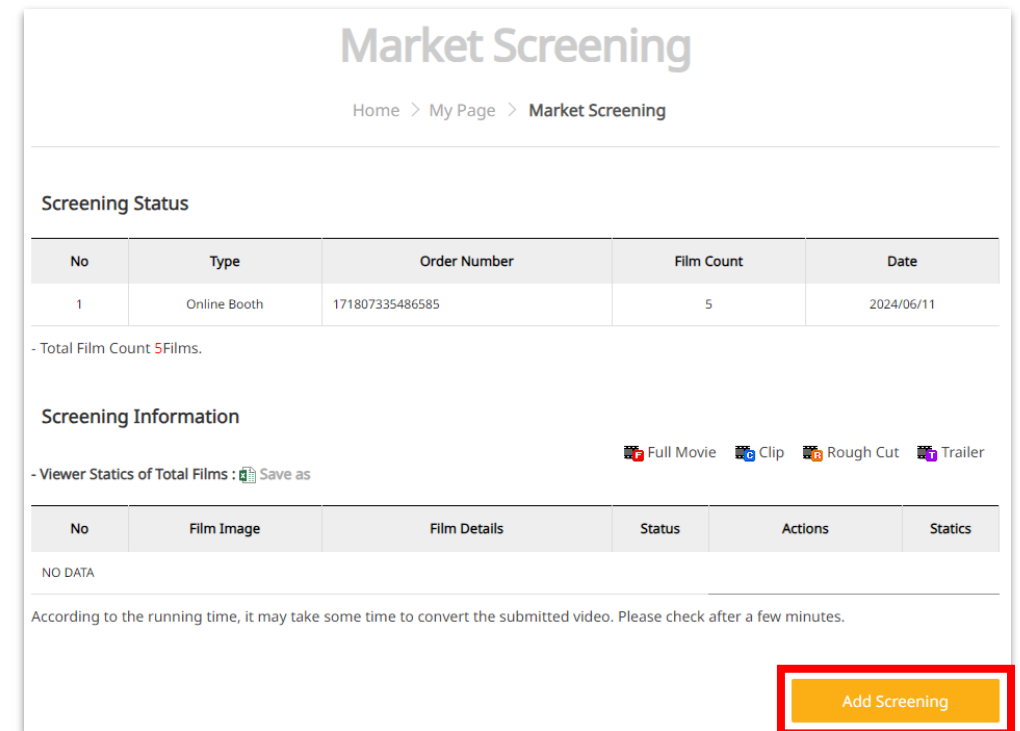 Market Screening
Home > My Page > Market Screening
Screening Status
No Type Order Number Film Count Date
1 Online Booth 171807335486585 5 2024/06/11
- Total Film Count 5Films.
Screening Information
F Full Movie C Clip R Rough Cut T Trailer
- Viewer Statics of Total Films : Save as
No Film Image Film Details Status Actions Statics
NO DATA
According to the running time, it may take some time to convert the submitted video. Please check after a few minutes.
Add Screening